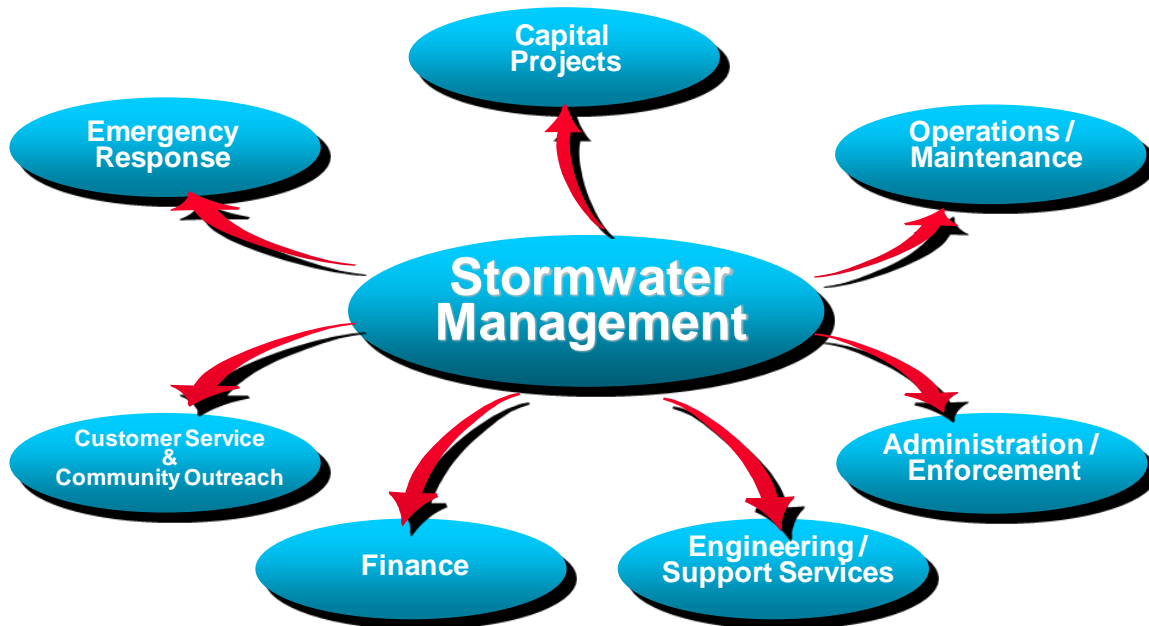 Capital
Projects
Emergency
Response
Operations /
Maintenance
Stormwater
Management
Customer Service
&
Community Outreach
Administration /
Enforcement
Finance
Engineering /
Support Services